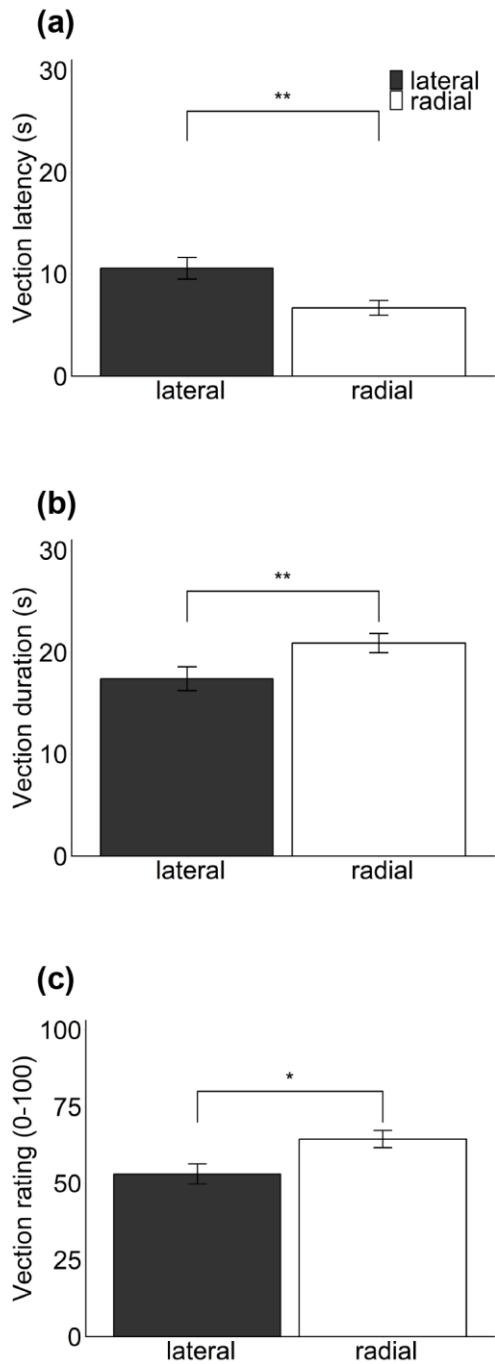 (a)
Vection latency (s)
30
20
10
0
**
lateral
radial
lateral
radial
(b)
Vection duration (s)
30
20
10
0
**
lateral
radial
(c)
Vection rating (0-100)
100
75
50
25
0
*
lateral
radial